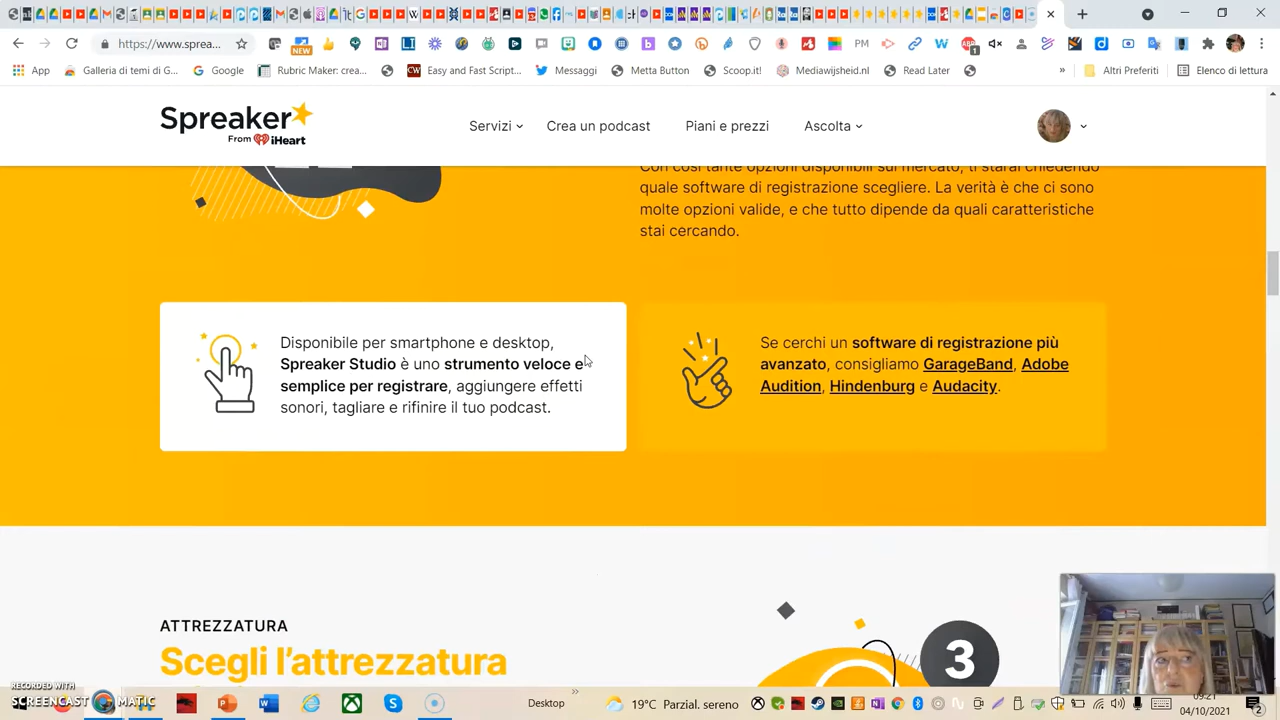 https://www.sprea...
PM
App
Galleria di temi di G...
Google
Rubric Maker: crea...
Easy and Fast Script...
Messaggi
Metta Button
Scoop.it!
Mediawijsheid.nl
Read Later
»
Altri Preferiti
Elenco di lettura
Spreaker
From iHeart
Servizi
Crea un podcast
Piani e prezzi
Ascolta
Con così tante opzioni disponibili sul mercato, ti starai chiedendo
quale software di registrazione scegliere. La verità è che ci sono
molte opzioni valide, e che tutto dipende da quali caratteristiche
stai cercando.
Disponibile per smartphone e desktop,
Spreaker Studio è uno strumento veloce e
semplice per registrare, aggiungere effetti
sonori, tagliare e rifinire il tuo podcast.
Se cerchi un software di registrazione più
avanzato, consigliamo GarageBand, Adobe
Audition, Hindenburg e Audacity.
ATTREZZATURA
Scegli l'attrezzatura
3
RECORDED WITH
SCREENCAST MATIC
Desktop
»
19°C Parzial. sereno
09:21
04/10/2021
2